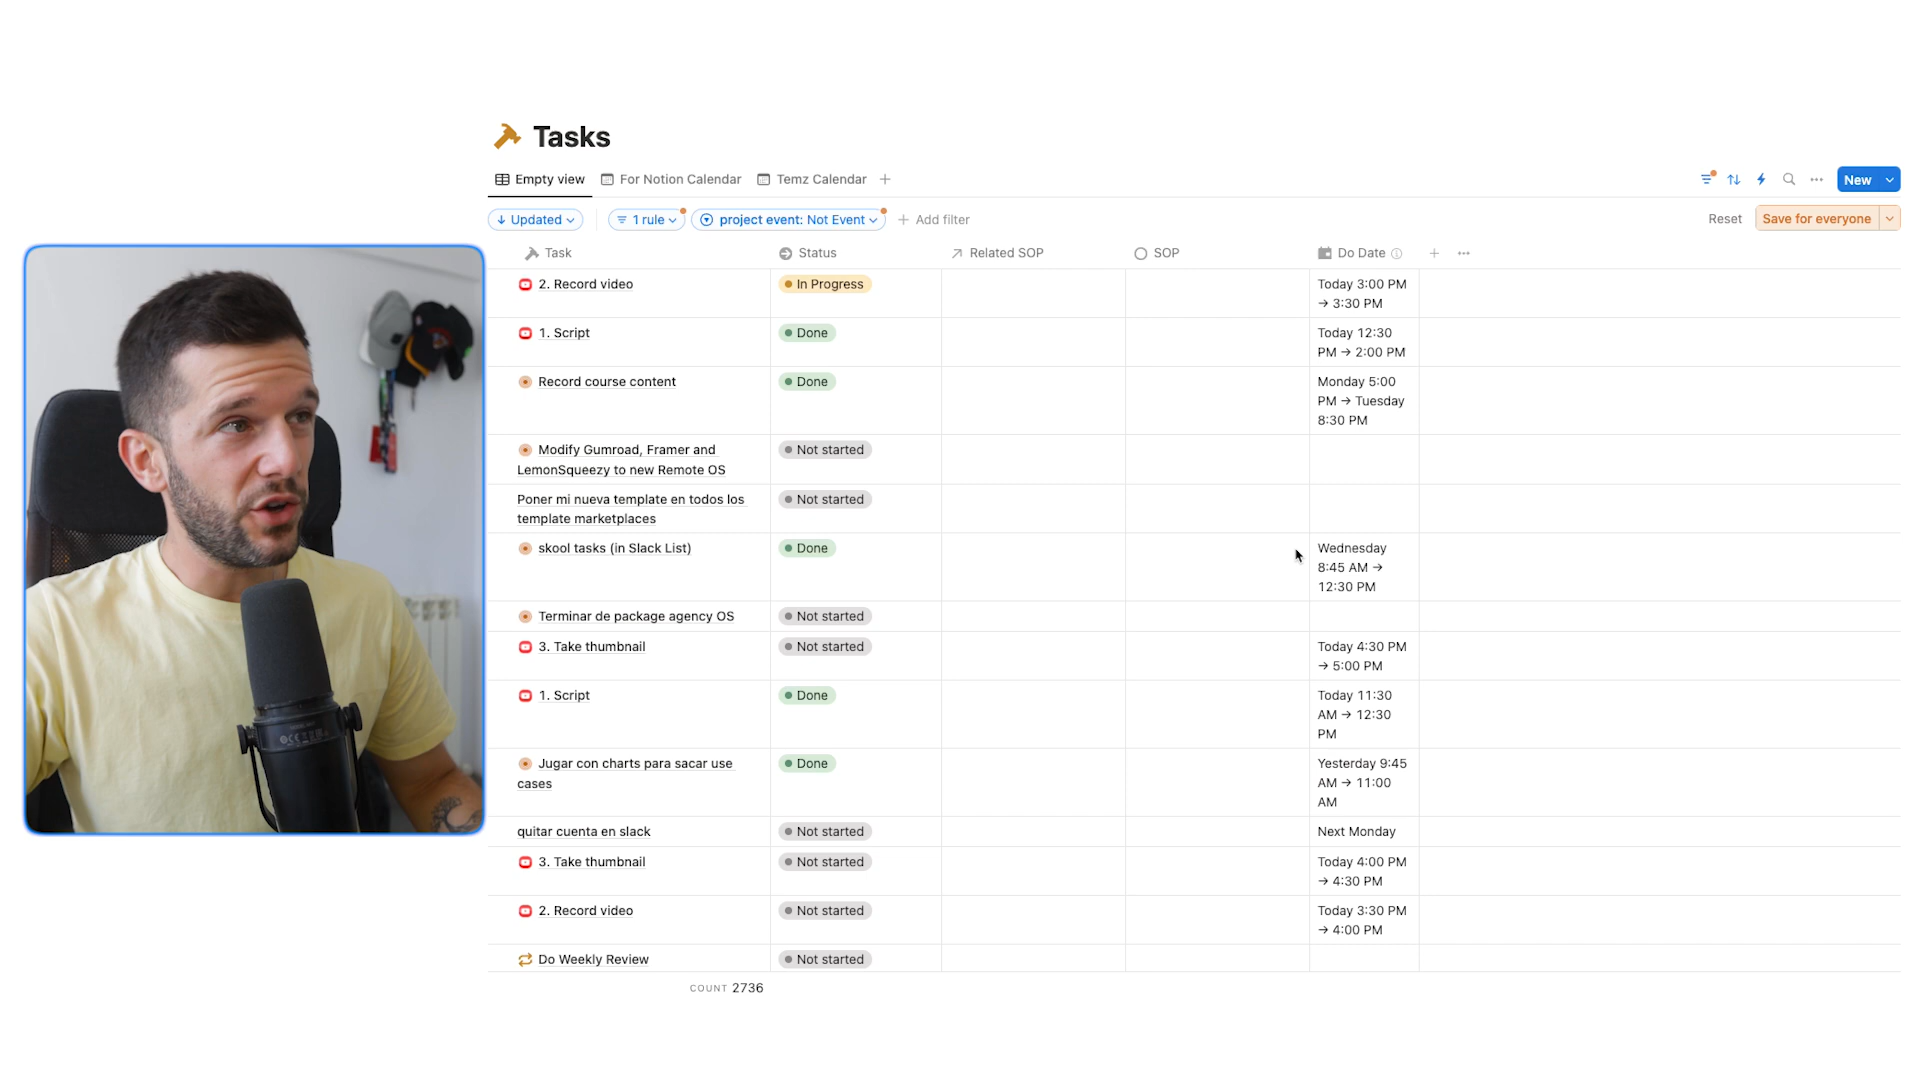 Tasks
Empty view For Notion Calendar Temz Calendar
New
Updated 1 rule project event: Not Event Add filter Reset Save for everyone
Task Status Related SOP SOP Do Date
2. Record video In Progress Today 3:00 PM
→ 3:30 PM
1. Script Done Today 12:30
PM → 2:00 PM
Record course content Done Monday 5:00
PM → Tuesday
8:30 PM
Modify Gumroad, Framer and Not started
LemonSqueezy to new Remote OS
Poner mi nueva template en todos los Not started
template marketplaces
skool tasks (in Slack List) Done Wednesday
8:45 AM →
12:30 PM
Terminar de package agency OS Not started
3. Take thumbnail Not started Today 4:30 PM
→ 5:00 PM
1. Script Done Today 11:30
AM → 12:30
PM
Jugar con charts para sacar use Done Yesterday 9:45
cases AM → 11:00
AM
quitar cuenta en slack Not started Next Monday
3. Take thumbnail Not started Today 4:00 PM
→ 4:30 PM
2. Record video Not started Today 3:30 PM
→ 4:00 PM
Do Weekly Review Not started
COUNT 2736